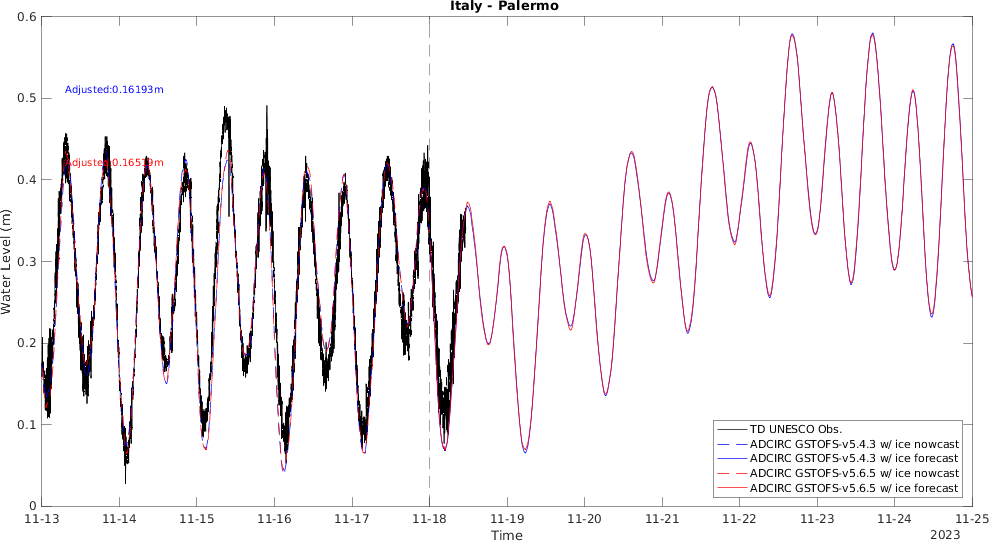 Italy - Palermo
0.6
0.5
0.4
0.3
0.2
0.1
0
Water Level (m)
Adjusted:0.16193m
Adjusted:0.16519m
TD UNESCO Obs.
ADCIRC GSTOFS-v5.4.3 w/ ice nowcast
ADCIRC GSTOFS-v5.4.3 w/ ice forecast
ADCIRC GSTOFS-v5.6.5 w/ ice nowcast
ADCIRC GSTOFS-v5.6.5 w/ ice forecast
11-13 11-14 11-15 11-16 11-17 11-18 11-19 11-20 11-21 11-22 11-23 11-24 11-25
Time
2023